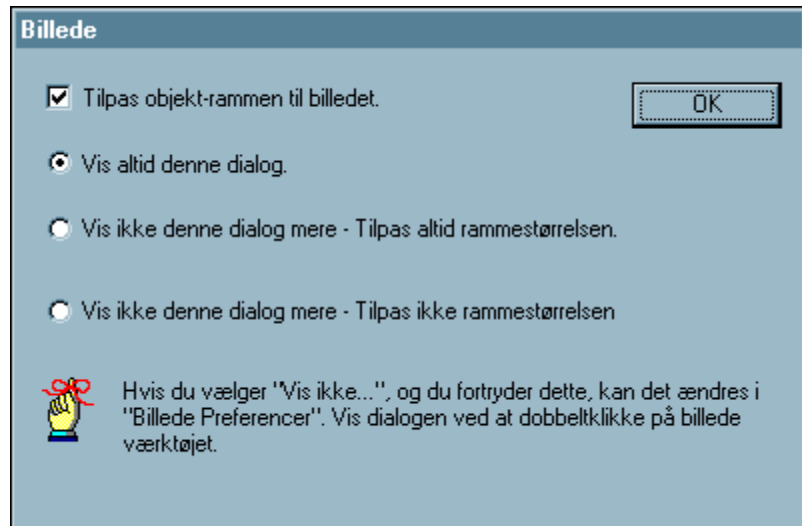 Billede
Tilpas objekt-rammen til billedet.
OK
Vis altid denne dialog.
Vis ikke denne dialog mere - Tilpas altid rammestørrelsen.
Vis ikke denne dialog mere - Tilpas ikke rammestørrelsen
Hvis du vælger "Vis ikke...", og du fortryder dette, kan det ændres i
"Billede Preferencer". Vis dialogen ved at dobbeltklikke på billede
værktøjet.